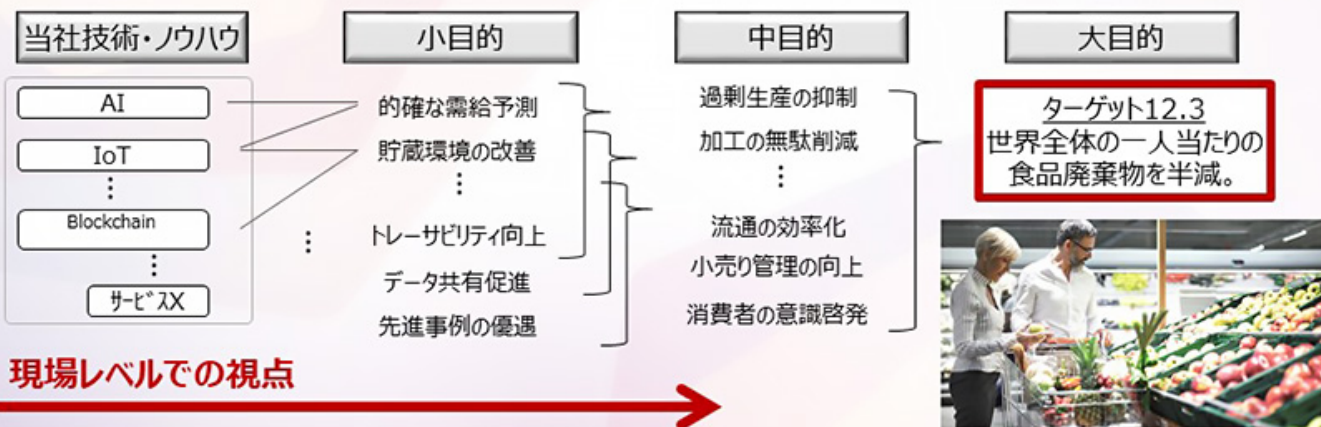 当社技術・ノウハウ
小目的
中目的
大目的
AI
IoT
⋮
Blockchain
⋮
サービスX
⋮
的確な需給予測
貯蔵環境の改善
⋮
トレーサビリティ向上
データ共有促進
先進事例の優遇
過剰生産の抑制
加工の無駄削減
⋮
流通の効率化
小売り管理の向上
消費者の意識啓発
ターゲット12.3
世界全体の一人当たりの
食品廃棄物を半減。
現場レベルでの視点